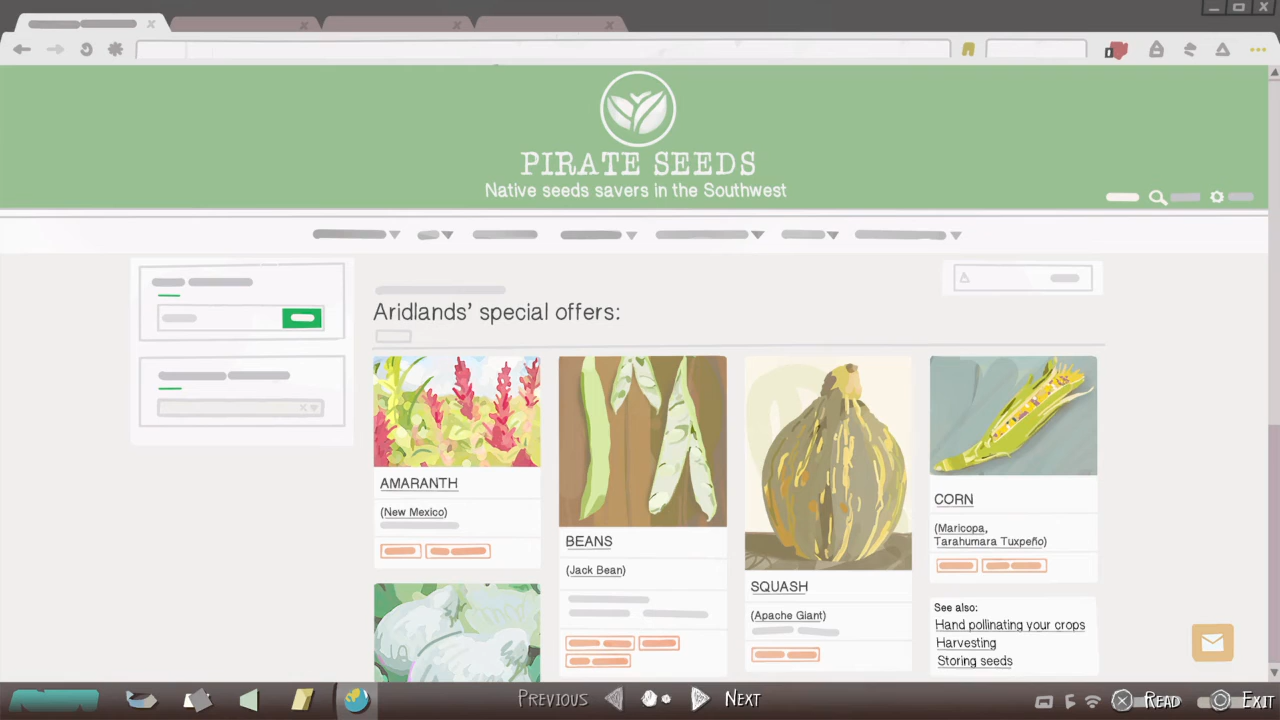 PIRATE SEEDS
Native seeds savers in the Southwest
Aridlands' special offers:
AMARANTH
(New Mexico)
BEANS
(Jack Bean)
SQUASH
(Apache Giant)
CORN
(Maricopa,
Tarahumara Tuxpeño)
See also:
Hand pollinating your crops
Harvesting
Storing seeds
PREVIOUS NEXT READ EXIT